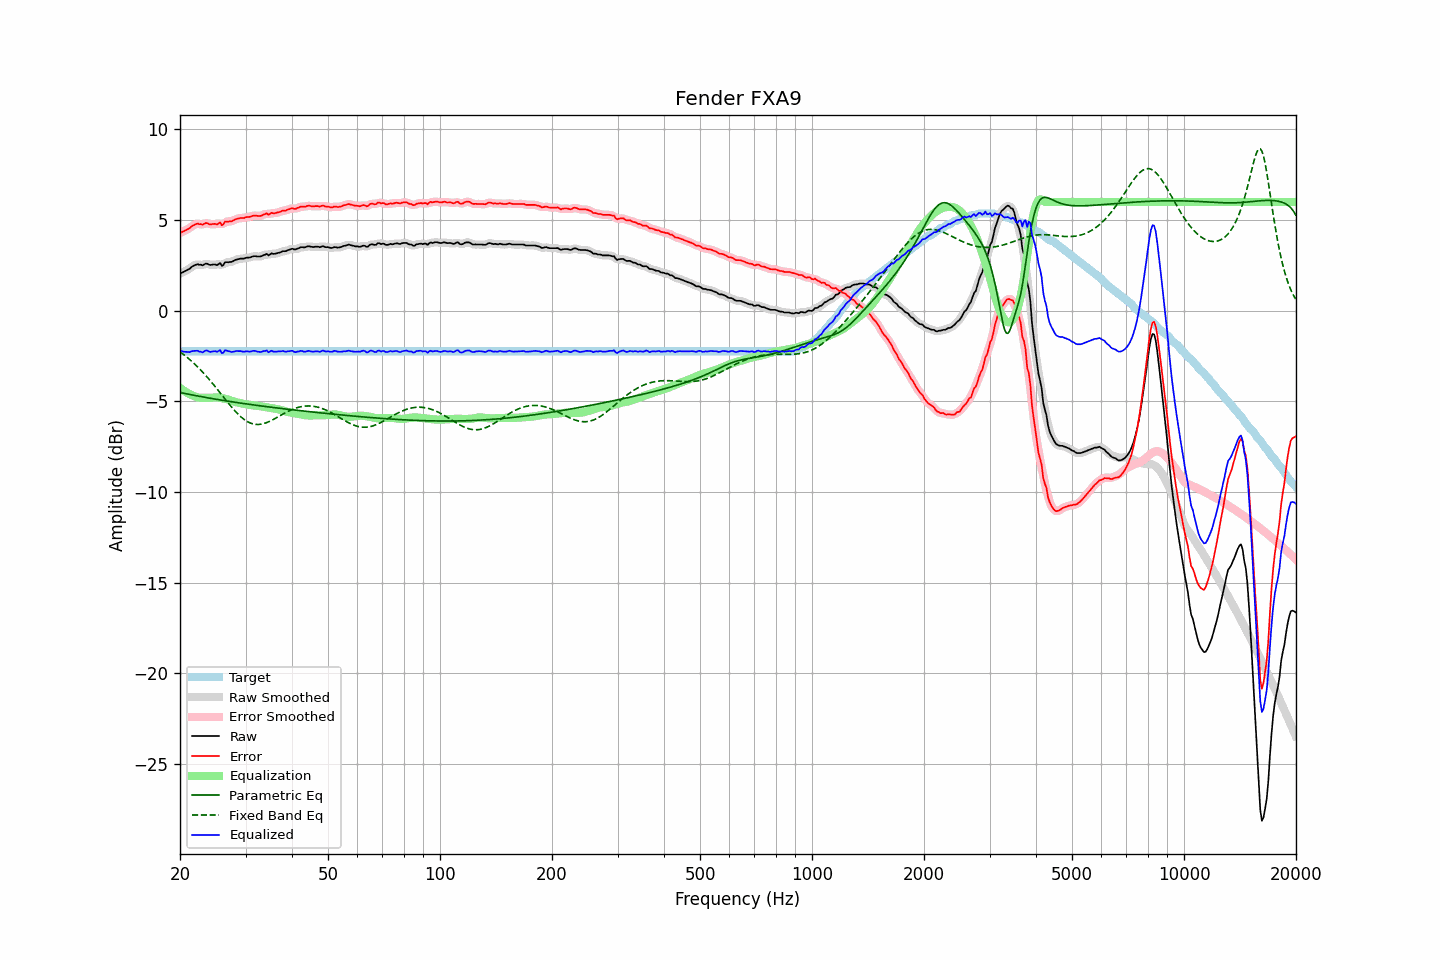 Fender FXA9
Amplitude (dBr)
10
5
0
−5
−10
−15
−20
−25
Target
Raw Smoothed
Error Smoothed
Raw
Error
Equalization
Parametric Eq
Fixed Band Eq
Equalized
20 50 100 200 500 1000 2000 5000 10000 20000
Frequency (Hz)